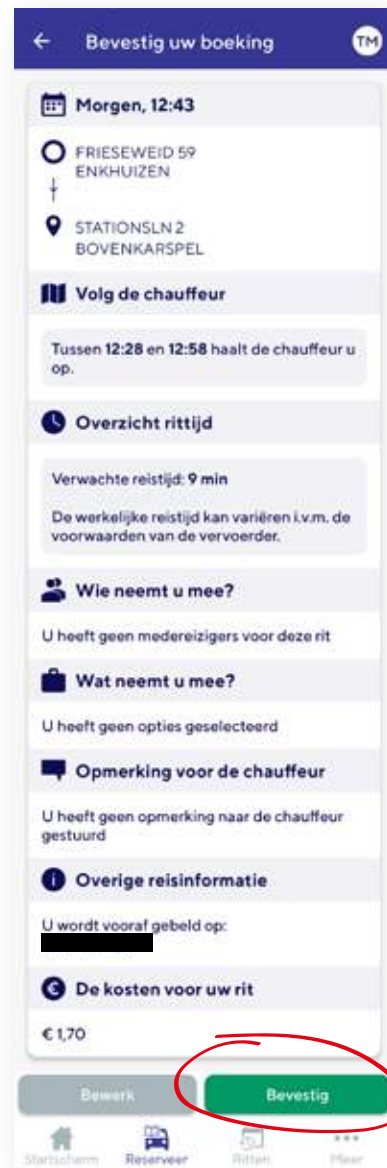 Bevestig uw boeking
TM
Morgen, 12:43
FRIESEWEID 59
ENKHUIZEN
STATIONSLN 2
BOVENKARSPEL
Volg de chauffeur
Tussen 12:28 en 12:58 haalt de chauffeur u
op.
Overzicht rittijd
Verwachte reistijd: 9 min
De werkelijke reistijd kan variëren i.v.m. de
voorwaarden van de vervoerder.
Wie neemt u mee?
U heeft geen medereizigers voor deze rit
Wat neemt u mee?
U heeft geen opties geselecteerd
Opmerking voor de chauffeur
U heeft geen opmerking naar de chauffeur
gestuurd
Overige reisinformatie
U wordt vooraf gebeld op:
De kosten voor uw rit
€ 1,70
Bewerk
Bevestig
Startscherm
Reserveer
Ritten
Meer